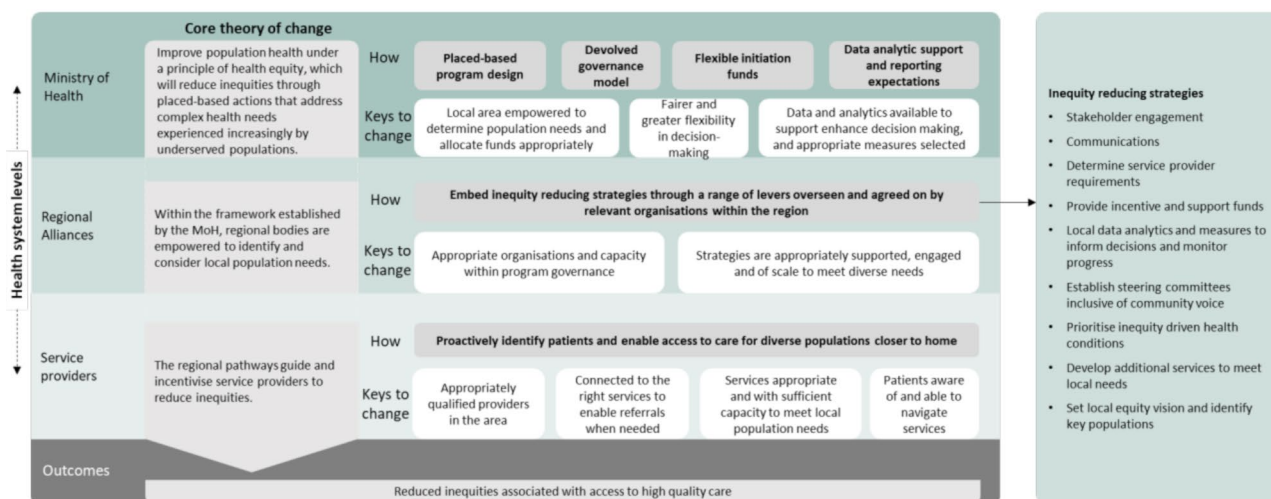 Core theory of change
Health system levels
Ministry of
Health
Improve population health under
a principle of health equity, which
will reduce inequities through
placed-based actions that address
complex health needs
experienced increasingly by
underserved populations.
How
Placed-based
program design
Devolved
governance
model
Flexible initiation
funds
Data analytic support
and reporting
expectations
Keys to
change
Local area empowered to
determine population needs and
allocate funds appropriately
Fairer and
greater flexibility
in decision-
making
Data and analytics available to
support enhance decision making,
and appropriate measures selected
Regional
Alliances
Within the framework established
by the MoH, regional bodies are
empowered to identify and
consider local population needs.
How
Embed inequity reducing strategies through a range of levers overseen and agreed on by
relevant organisations within the region
Keys to
change
Appropriate organisations and capacity
within program governance
Strategies are appropriately supported, engaged
and of scale to meet diverse needs
Service
providers
The regional pathways guide and
incentivise service providers to
reduce inequities.
How
Proactively identify patients and enable access to care for diverse populations closer to home
Keys to
change
Appropriately
qualified providers
in the area
Connected to the
right services to
enable referrals
when needed
Services appropriate
and with sufficient
capacity to meet local
population needs
Patients aware
of and able to
navigate
services
Outcomes
Reduced inequities associated with access to high quality care
Inequity reducing strategies
• Stakeholder engagement
• Communications
• Determine service provider
requirements
• Provide incentive and support funds
• Local data analytics and measures to
inform decisions and monitor
progress
• Establish steering committees
inclusive of community voice
• Prioritise inequity driven health
conditions
• Develop additional services to meet
local needs
• Set local equity vision and identify
key populations